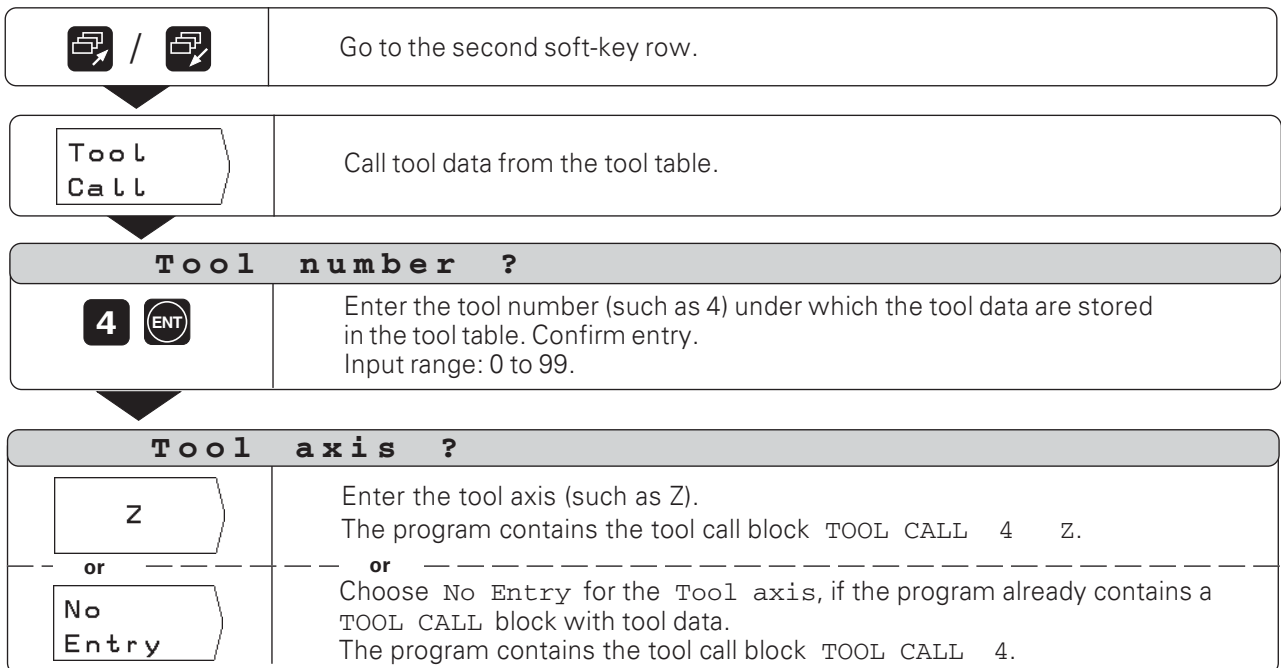 /
Go to the second soft-key row.
Tool
Call
Call tool data from the tool table.
Tool number ?
4 ENT
Enter the tool number (such as 4) under which the tool data are stored
in the tool table. Confirm entry.
Input range: 0 to 99.
Tool axis ?
Z
Enter the tool axis (such as Z).
The program contains the tool call block TOOL CALL 4 Z.
or
or
No
Entry
Choose No Entry for the Tool axis, if the program already contains a
TOOL CALL block with tool data.
The program contains the tool call block TOOL CALL 4.